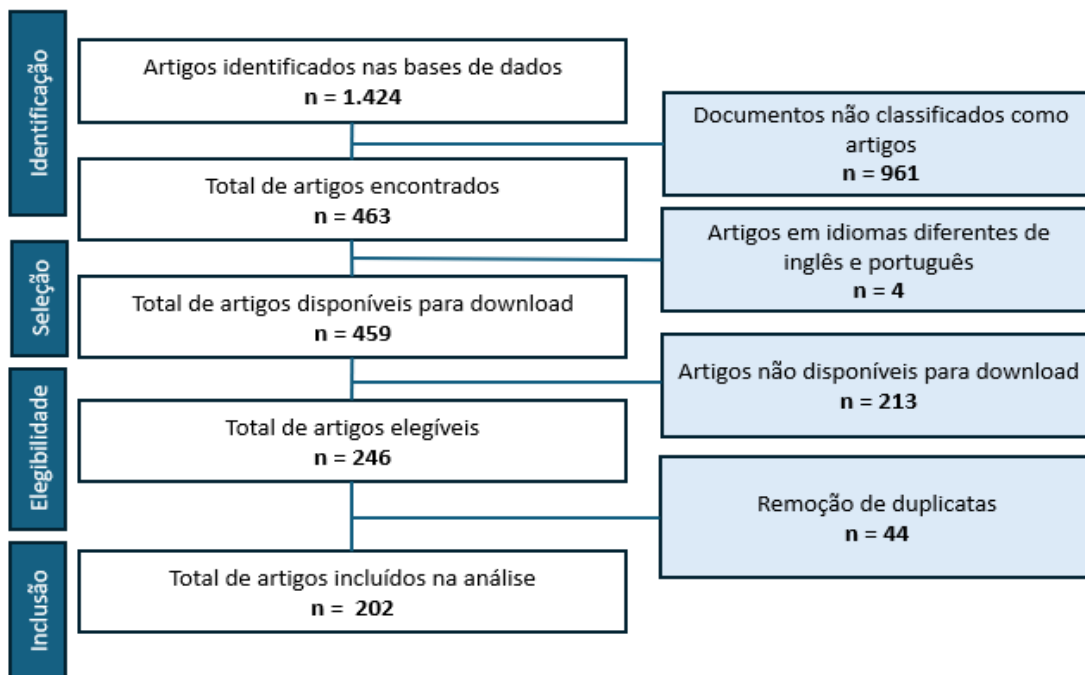 Identificação
Artigos identificados nas bases de dados
n = 1.424
Documentos não classificados como
artigos
n = 961
Total de artigos encontrados
n = 463
Artigos em idiomas diferentes de
inglês e português
n = 4
Seleção
Total de artigos disponíveis para download
n = 459
Artigos não disponíveis para download
n = 213
Elegibilidade
Total de artigos elegíveis
n = 246
Remoção de duplicatas
n = 44
Inclusão
Total de artigos incluídos na análise
n = 202